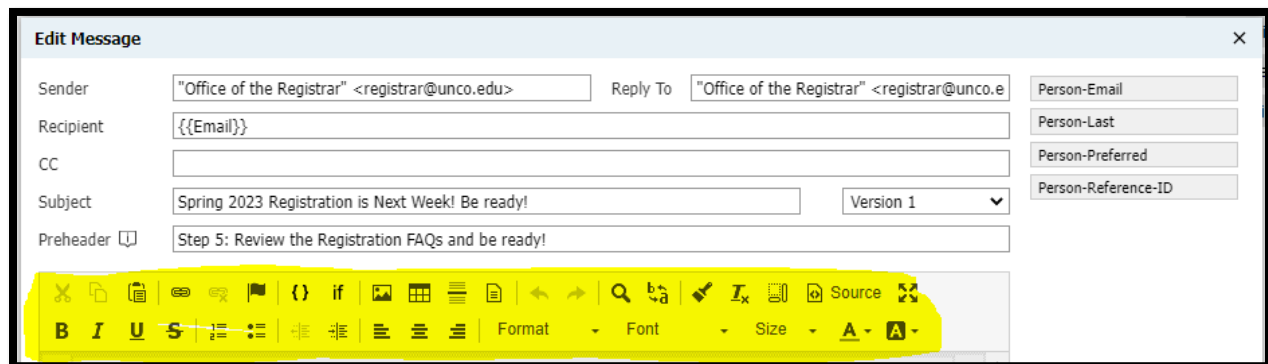 Edit Message ×
Sender "Office of the Registrar" <registrar@unco.edu> Reply To "Office of the Registrar" <registrar@unco.e Person-Email
Recipient {{Email}} Person-Last
CC Person-Preferred
Subject Spring 2023 Registration is Next Week! Be ready! Version 1 Person-Reference-ID
Preheader Step 5: Review the Registration FAQs and be ready!
{} if Source
B I U S Format Font Size A A